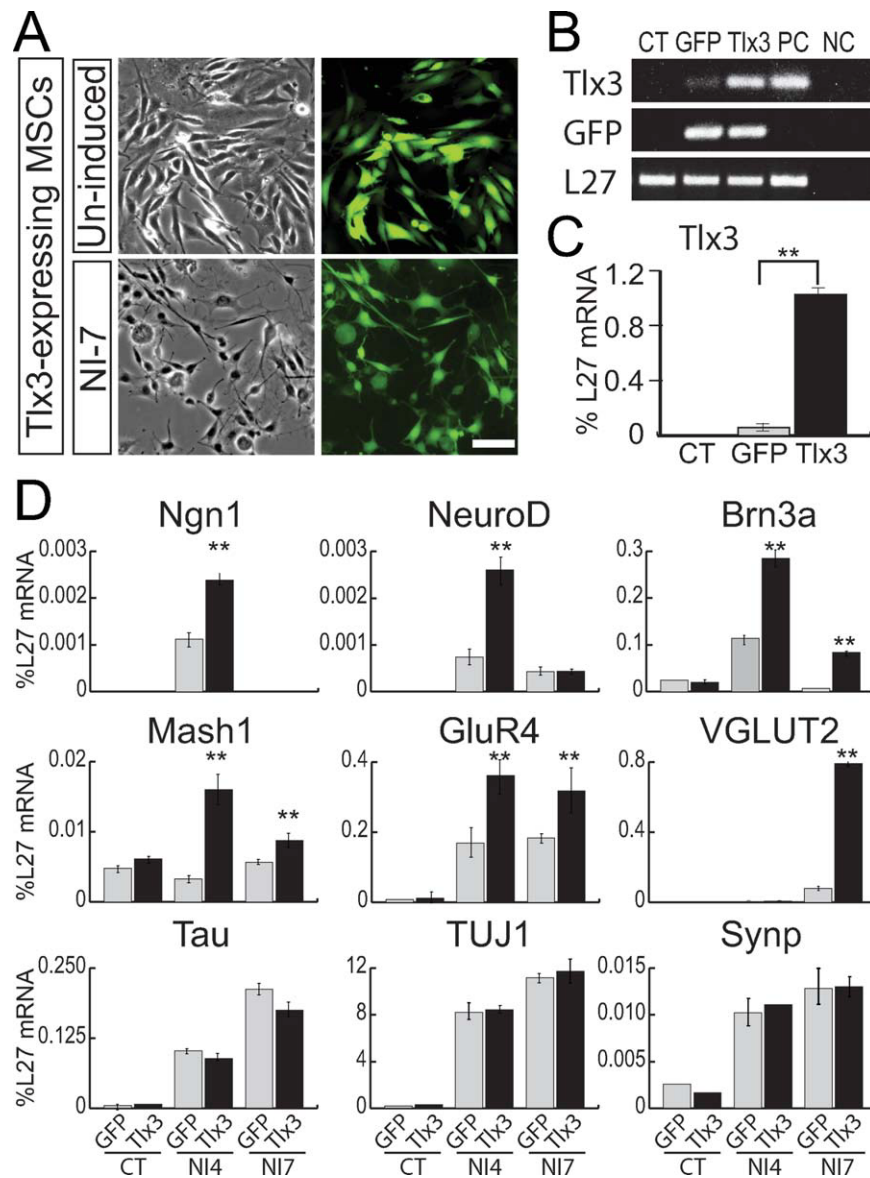 A
Tlx3-expressing MSCs
Un-induced
NI-7
B
CT GFP Tlx3 PC NC
Tlx3
GFP
L27
C
Tlx3
**
% L27 mRNA
1.2
0.8
0.4
0
CT GFP Tlx3
D
Ngn1 NeuroD Brn3a
%L27 mRNA
0.003
0.002
0.001
0
**
0.003
0.002
0.001
0
**
0.3
0.2
0.1
0
**
**
Mash1 GluR4 VGLUT2
%L27 mRNA
0.02
0.01
0
**
**
0.4
0.2
0
**
**
0.8
0.4
0
**
Tau TUJ1 Synp
%L27 mRNA
0.250
0.125
0
12
8
4
0
0.015
0.010
0.005
0
GFP Tlx3 GFP Tlx3 GFP Tlx3 GFP Tlx3 GFP Tlx3 GFP Tlx3 GFP Tlx3 GFP Tlx3 GFP Tlx3
CT NI4 NI7 CT NI4 NI7 CT NI4 NI7